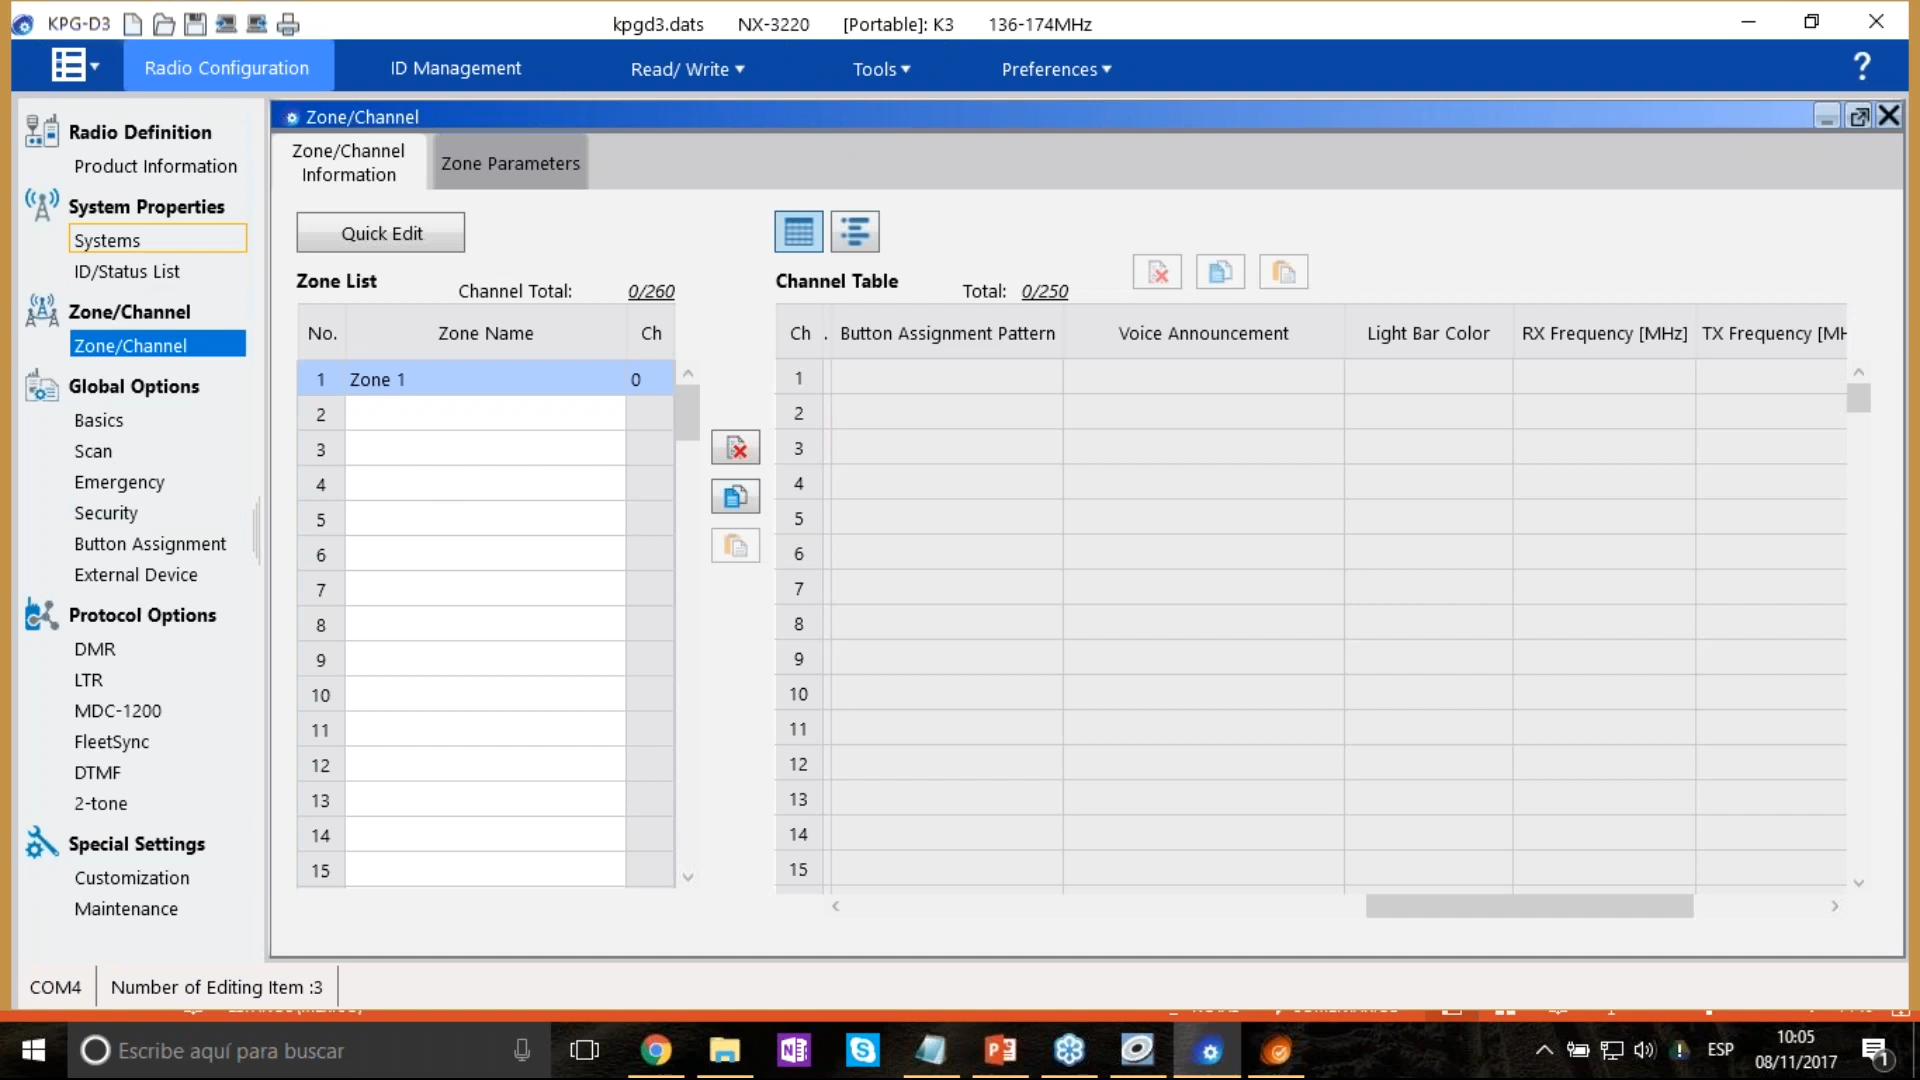 KPG-D3 kpgd3.dats NX-3220 [Portable]: K3 136-174MHz
Radio Configuration ID Management Read/ Write Tools Preferences ?
Radio Definition
Product Information
System Properties
Systems
ID/Status List
Zone/Channel
Zone/Channel
Global Options
Basics
Scan
Emergency
Security
Button Assignment
External Device
Protocol Options
DMR
LTR
MDC-1200
FleetSync
DTMF
2-tone
Special Settings
Customization
Maintenance
Zone/Channel
Zone/Channel
Information
Zone Parameters
Quick Edit
Zone List Channel Total: 0/260
No. Zone Name Ch
1 Zone 1 0
2
3
4
5
6
7
8
9
10
11
12
13
14
15
Channel Table Total: 0/250
Ch . Button Assignment Pattern Voice Announcement Light Bar Color RX Frequency [MHz] TX Frequency [MH
1
2
3
4
5
6
7
8
9
10
11
12
13
14
15
COM4 Number of Editing Item :3
Escribe aquí para buscar
ESP
10:05
08/11/2017
1